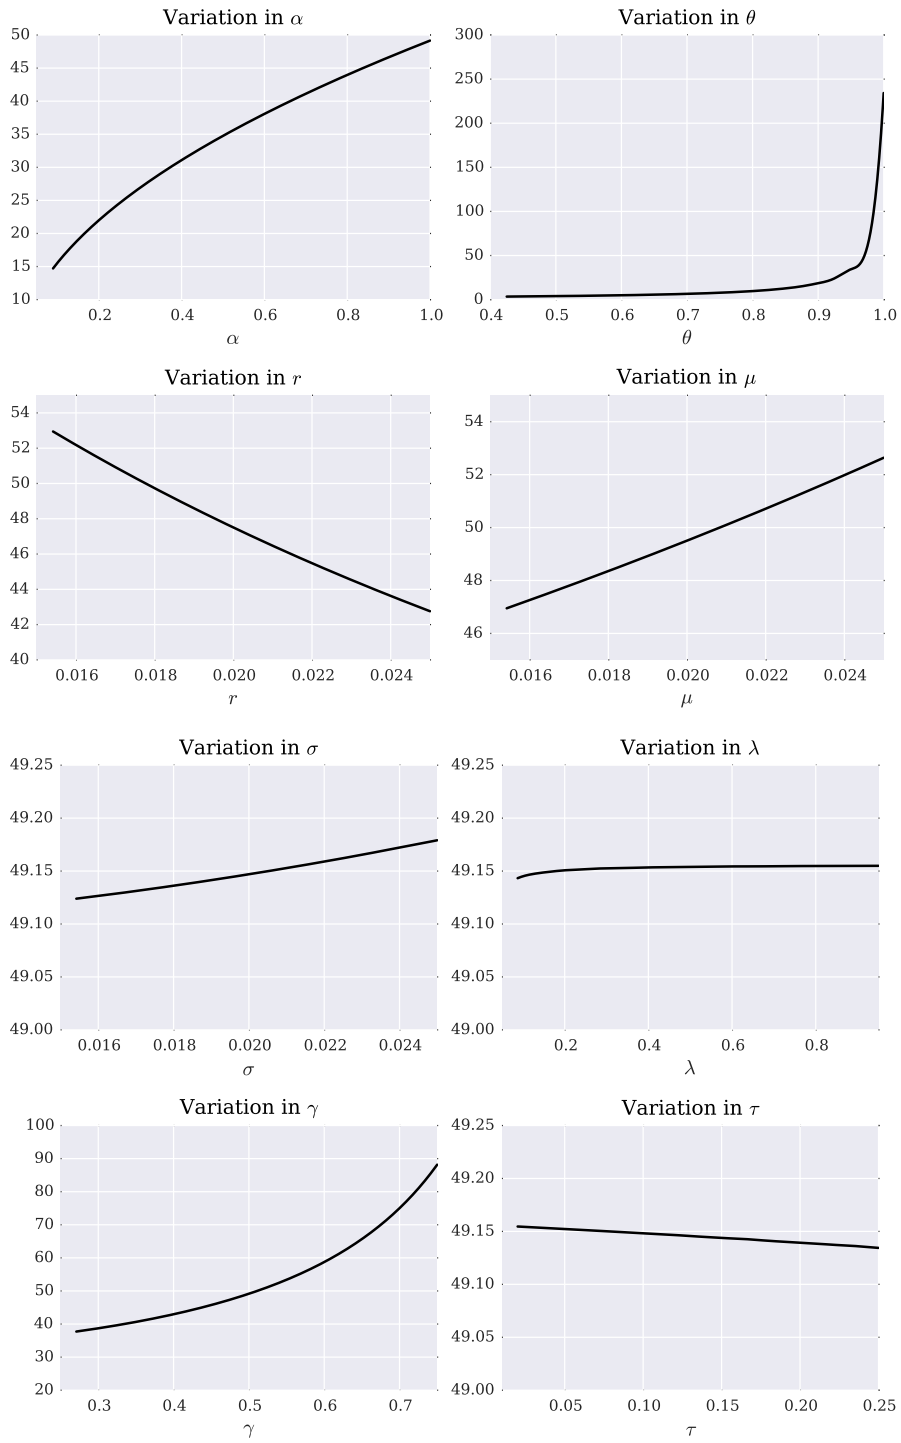 Variation in α
50
45
40
35
30
25
20
15
10
0.2 0.4 0.6 0.8 1.0
α
Variation in θ
300
250
200
150
100
50
0
0.4 0.5 0.6 0.7 0.8 0.9 1.0
θ
Variation in r
54
52
50
48
46
44
42
40
0.016 0.018 0.020 0.022 0.024
r
Variation in μ
54
52
50
48
46
0.016 0.018 0.020 0.022 0.024
μ
Variation in σ
49.25
49.20
49.15
49.10
49.05
49.00
0.016 0.018 0.020 0.022 0.024
σ
Variation in λ
49.25
49.20
49.15
49.10
49.05
49.00
0.2 0.4 0.6 0.8
λ
Variation in γ
100
90
80
70
60
50
40
30
20
0.3 0.4 0.5 0.6 0.7
γ
Variation in τ
49.25
49.20
49.15
49.10
49.05
49.00
0.05 0.10 0.15 0.20 0.25
τ